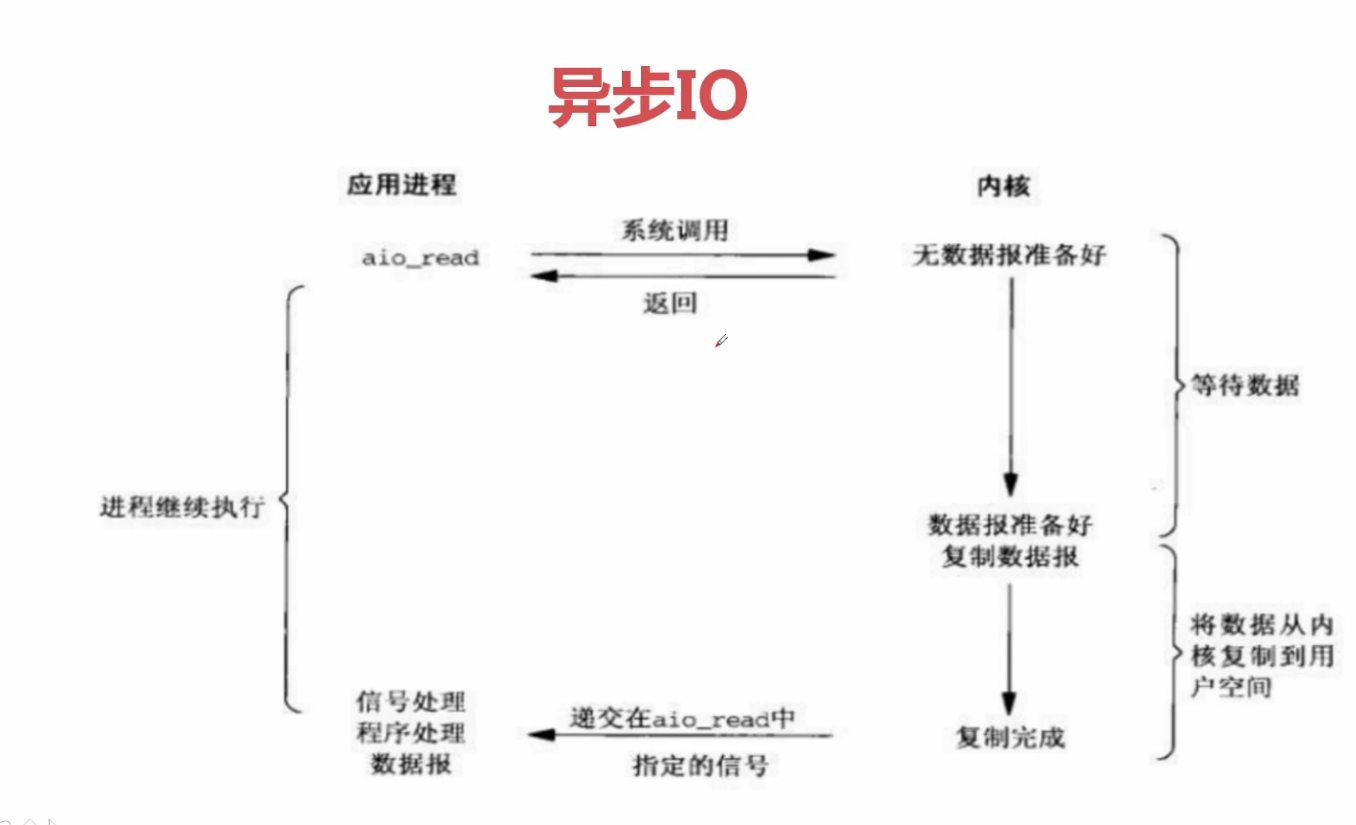 异步IO
应用进程
内核
系统调用
aio_read
无数据报准备好
返回
等待数据
进程继续执行
数据报准备好
复制数据报
将数据从内
核复制到用
户空间
信号处理
程序处理
数据报
递交在aio_read中
指定的信号
复制完成